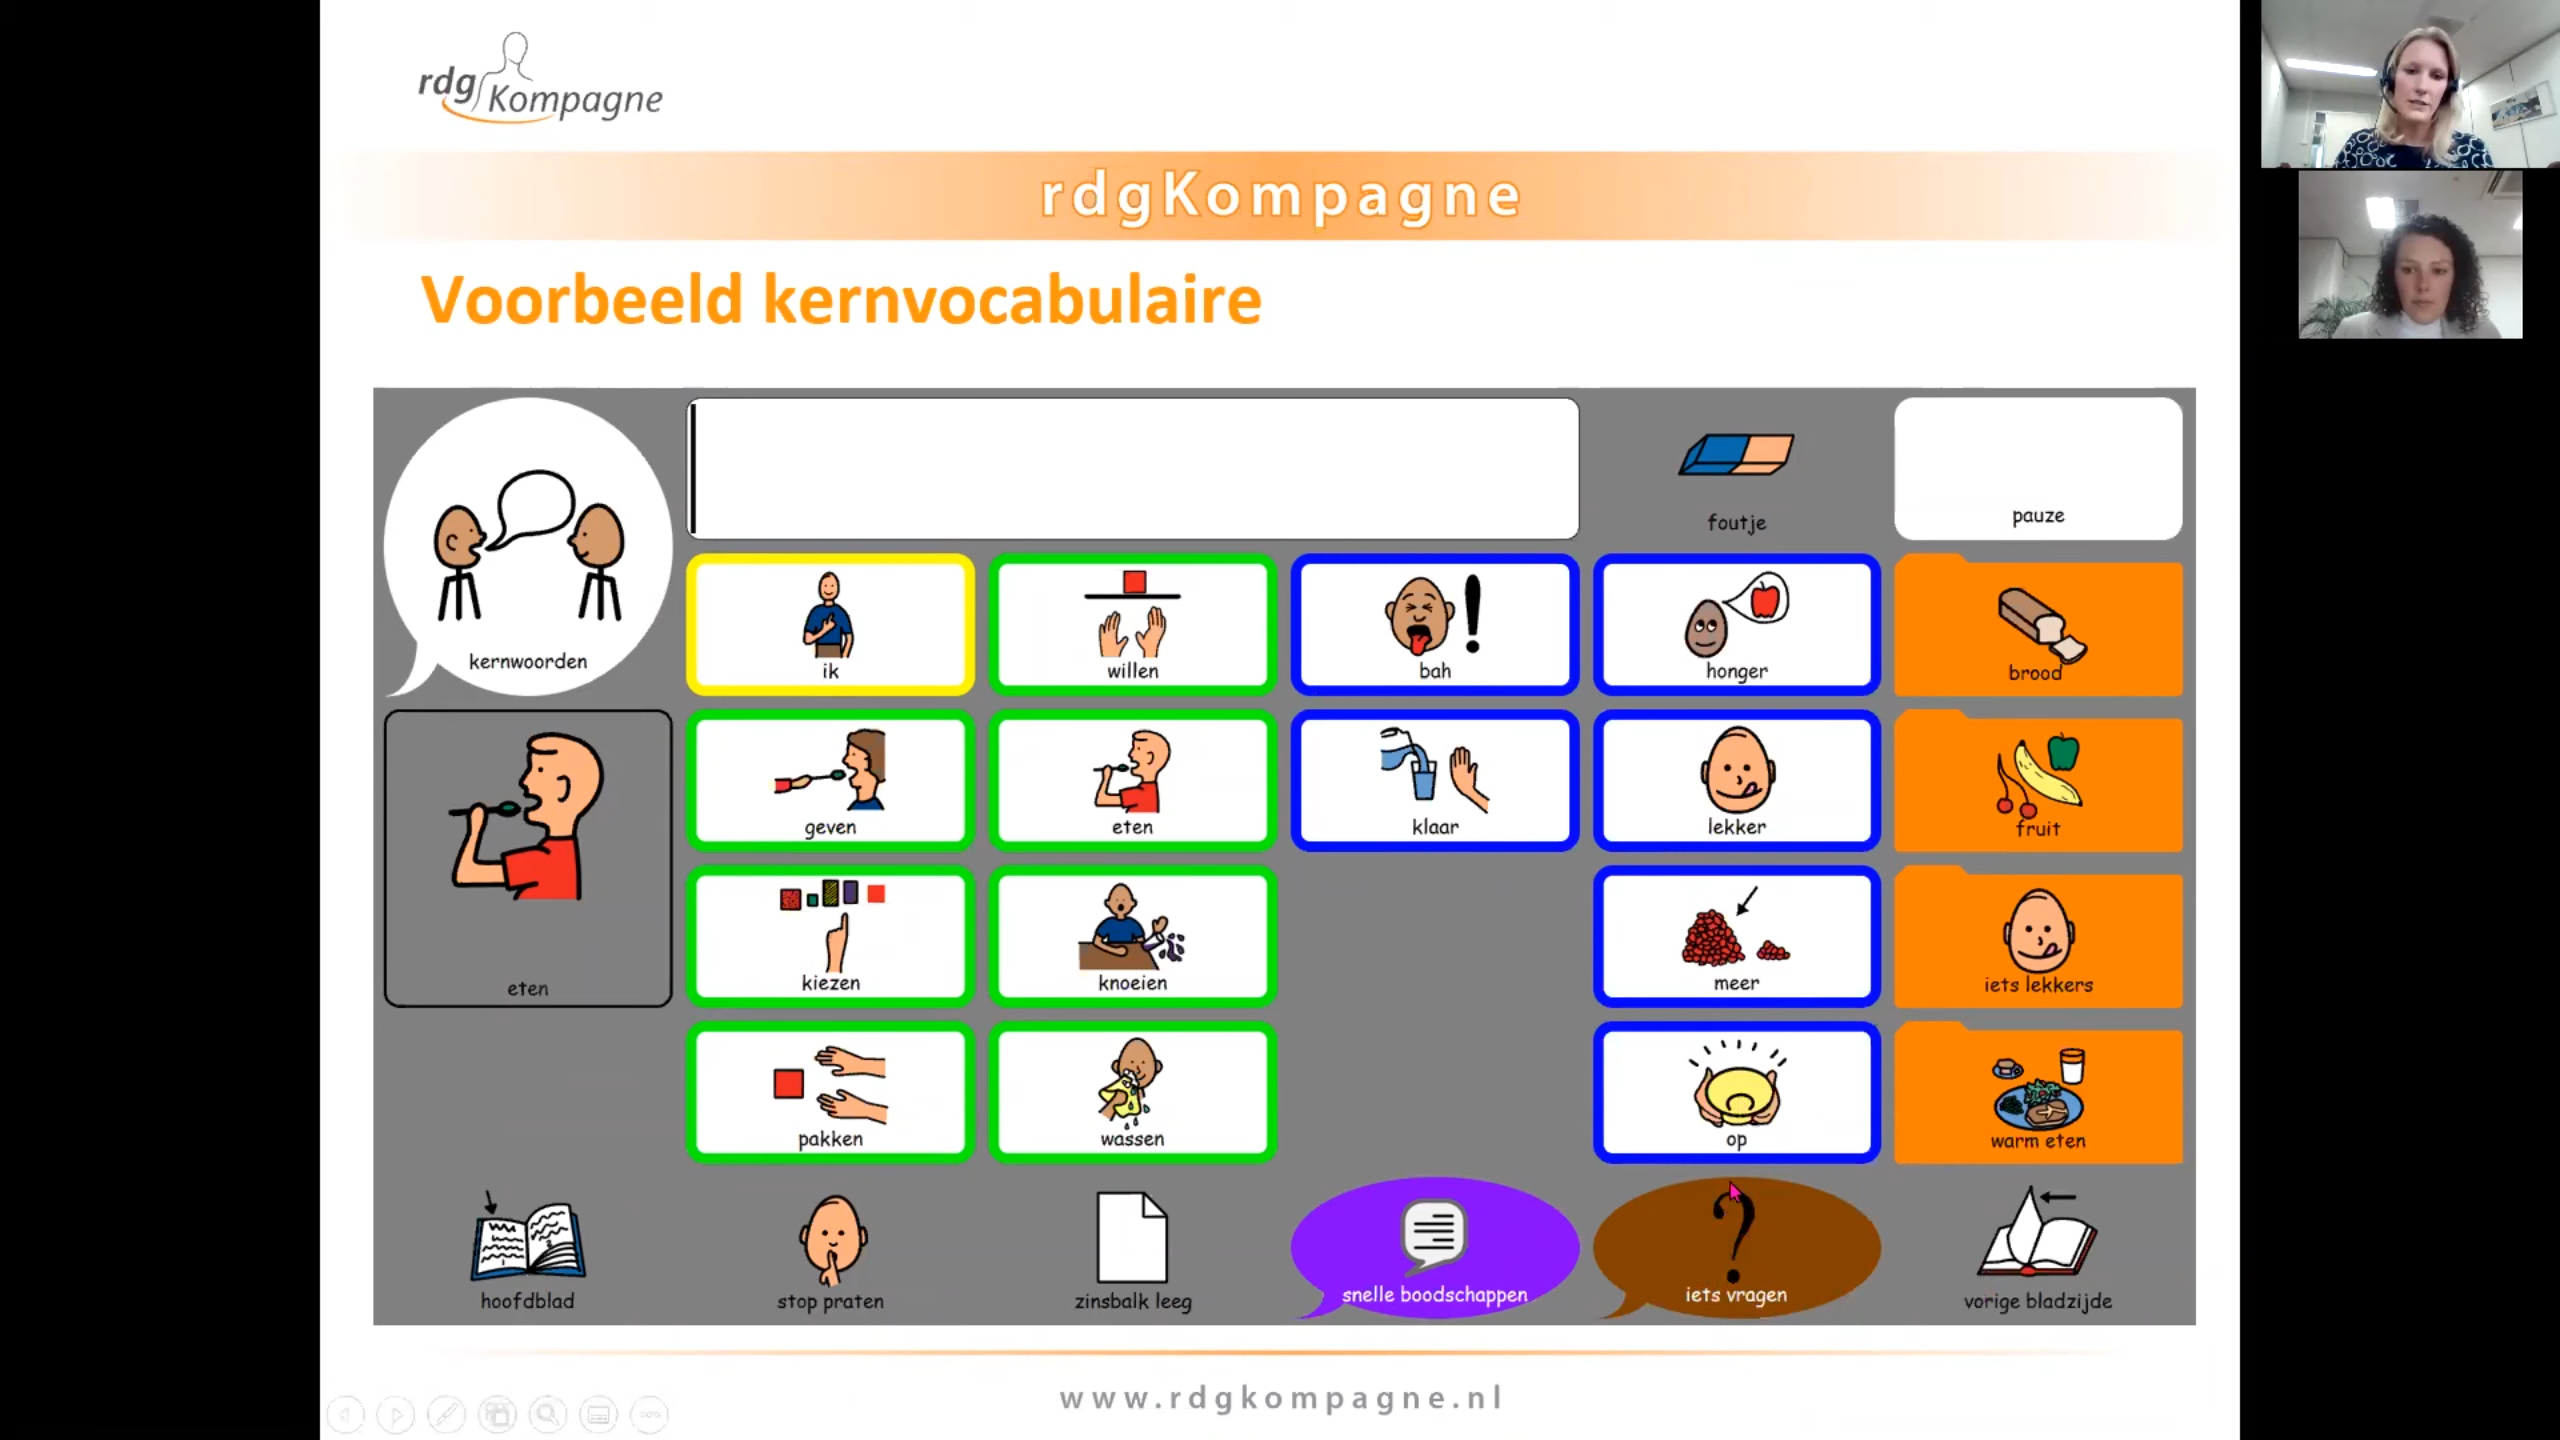 rdg Kompagne
rdgKompagne
Voorbeeld kernvocabulaire
kernwoorden
foutje
pauze
ik
willen
bah
honger
brood
eten
geven
eten
klaar
lekker
fruit
kiezen
knoeien
meer
iets lekkers
pakken
wassen
op
warm eten
hoofdblad
stop praten
zinsbalk leeg
snelle boodschappen
iets vragen
vorige bladzijde
www.rdgkompagne.nl